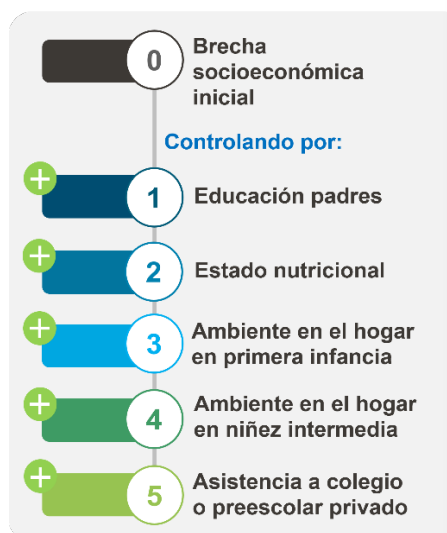 0
Brecha
socioeconómica
inicial
Controlando por:
+
1
Educación padres
+
2
Estado nutricional
+
3
Ambiente en el hogar
en primera infancia
+
4
Ambiente en el hogar
en niñez intermedia
+
5
Asistencia a colegio
o preescolar privado